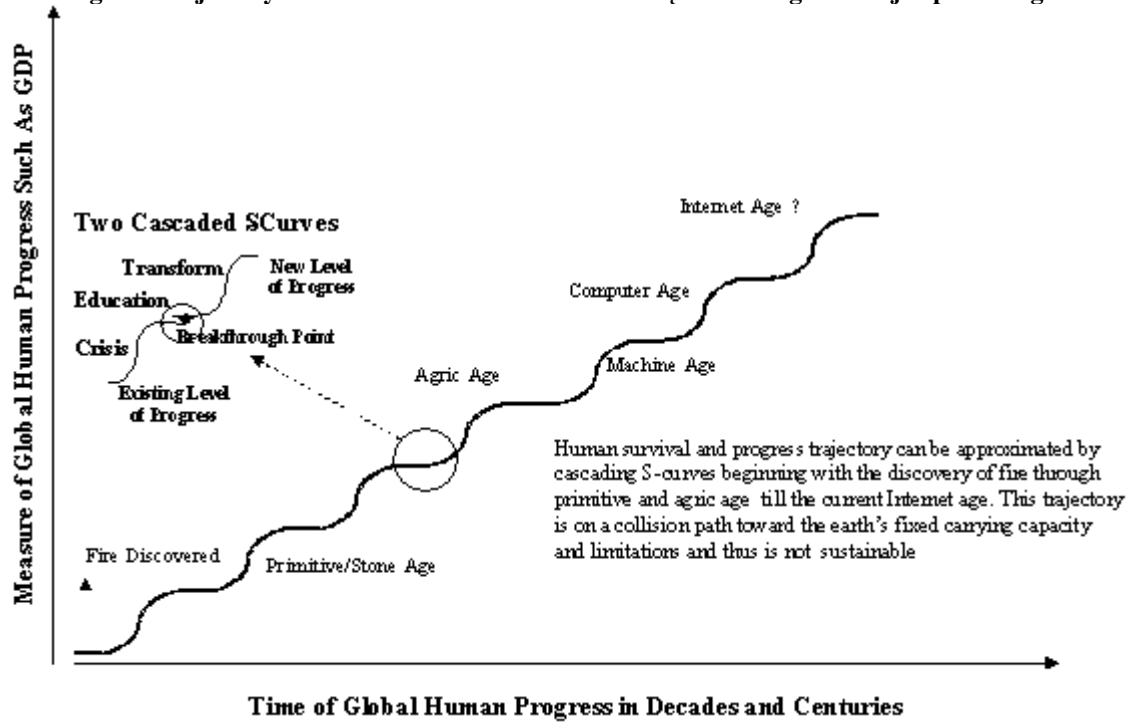 Measure of Global Human Progress Such As GDP
Two Cascaded SCurves
Transform
New Level
of Progress
Education
Breakthrough Point
Crisis
Existing Level
of Progress
Internet Age ?
Computer Age
Machine Age
Agric Age
Human survival and progress trajectory can be approximated by
cascading S-curves beginning with the discovery of fire through
primitive and agric age till the current Internet age. This trajectory
is on a collision path toward the earth's fixed carrying capacity
and limitations and thus is not sustainable
Fire Discovered
Primitive/Stone Age
Time of Global Human Progress in Decades and Centuries